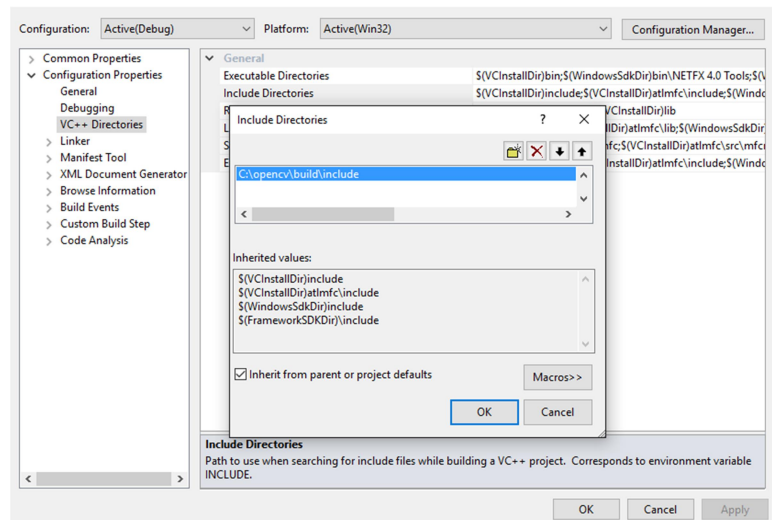 Configuration: Active(Debug) Platform: Active(Win32) Configuration Manager...
Common Properties
Configuration Properties
General
Debugging
VC++ Directories
Linker
Manifest Tool
XML Document Generator
Browse Information
Build Events
Custom Build Step
Code Analysis
General
Executable Directories $(VCInstallDir)bin;$(WindowsSdkDir)bin\NETFX 4.0 Tools;$(
Include Directories $(VCInstallDir)include;$(VCInstallDir)atlmfc\include;$(Windo
VCInstallDir)lib
llDir)atlmfc\lib;$(WindowsSdkDir
fc;$(VCInstallDir)atlmfc\src\mfc
InstallDir)atlmfc\include;$(Windo
Include Directories ?
C:\opencv\build\include
Inherited values:
$(VCInstallDir)include
$(VCInstallDir)atlmfc\include
$(WindowsSdkDir)include
$(FrameworkSDKDir)\include
Inherit from parent or project defaults
Macros>>
OK Cancel
Include Directories
Path to use when searching for include files while building a VC++ project. Corresponds to environment variable
INCLUDE.
OK Cancel Apply